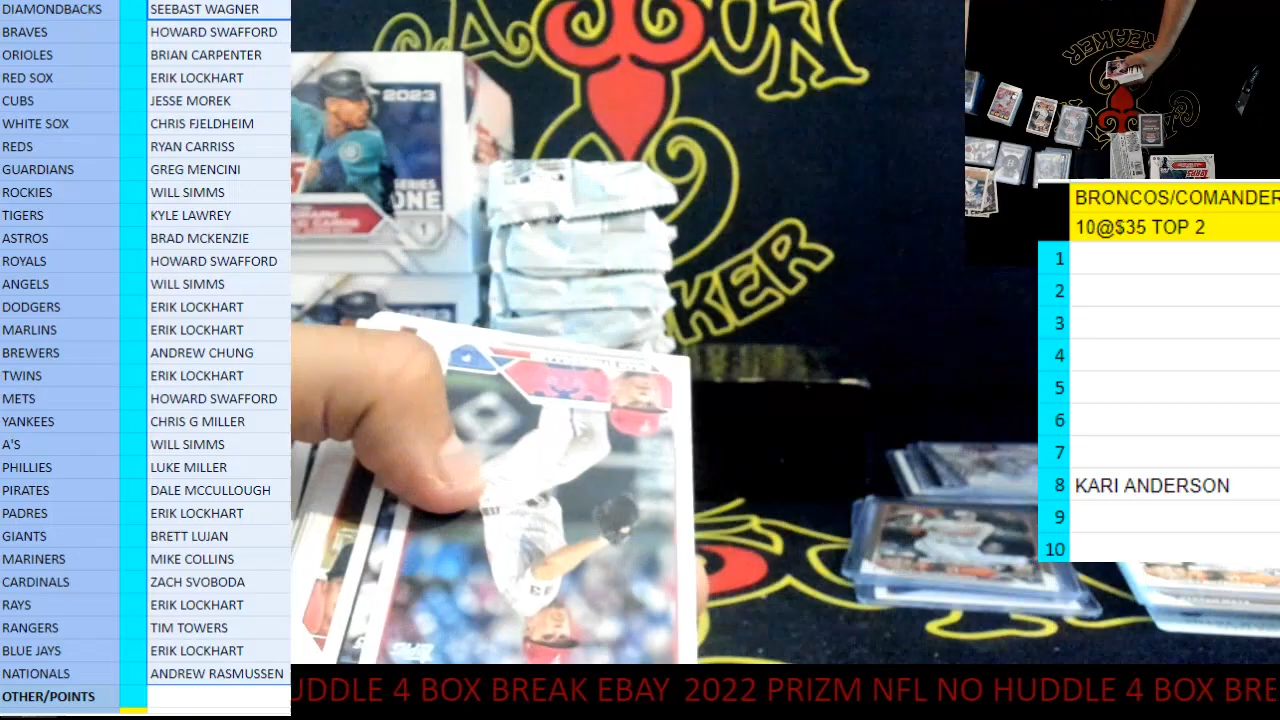 DIAMONDBACKS SEEBAST WAGNER
BRAVES HOWARD SWAFFORD
ORIOLES BRIAN CARPENTER
RED SOX ERIK LOCKHART
CUBS JESSE MOREK
WHITE SOX CHRIS FJELDHEIM
REDS RYAN CARRISS
GUARDIANS GREG MENCINI
ROCKIES WILL SIMMS
TIGERS KYLE LAWREY
ASTROS BRAD MCKENZIE
ROYALS HOWARD SWAFFORD
ANGELS WILL SIMMS
DODGERS ERIK LOCKHART
MARLINS ERIK LOCKHART
BREWERS ANDREW CHUNG
TWINS ERIK LOCKHART
METS HOWARD SWAFFORD
YANKEES CHRIS G MILLER
A'S WILL SIMMS
PHILLIES LUKE MILLER
PIRATES DALE MCCULLOUGH
PADRES ERIK LOCKHART
GIANTS BRETT LUJAN
MARINERS MIKE COLLINS
CARDINALS ZACH SVOBODA
RAYS ERIK LOCKHART
RANGERS TIM TOWERS
BLUE JAYS ERIK LOCKHART
NATIONALS ANDREW RASMUSSEN
OTHER/POINTS
2023
SERIES
ONE
1
KER
BREAKER
BRONCOS/COMANDER
10@$35 TOP 2
1
2
3
4
5
6
7
8 KARI ANDERSON
9
10
UDDLE 4 BOX BREAK EBAY 2022 PRIZM NFL NO HUDDLE 4 BOX BRE